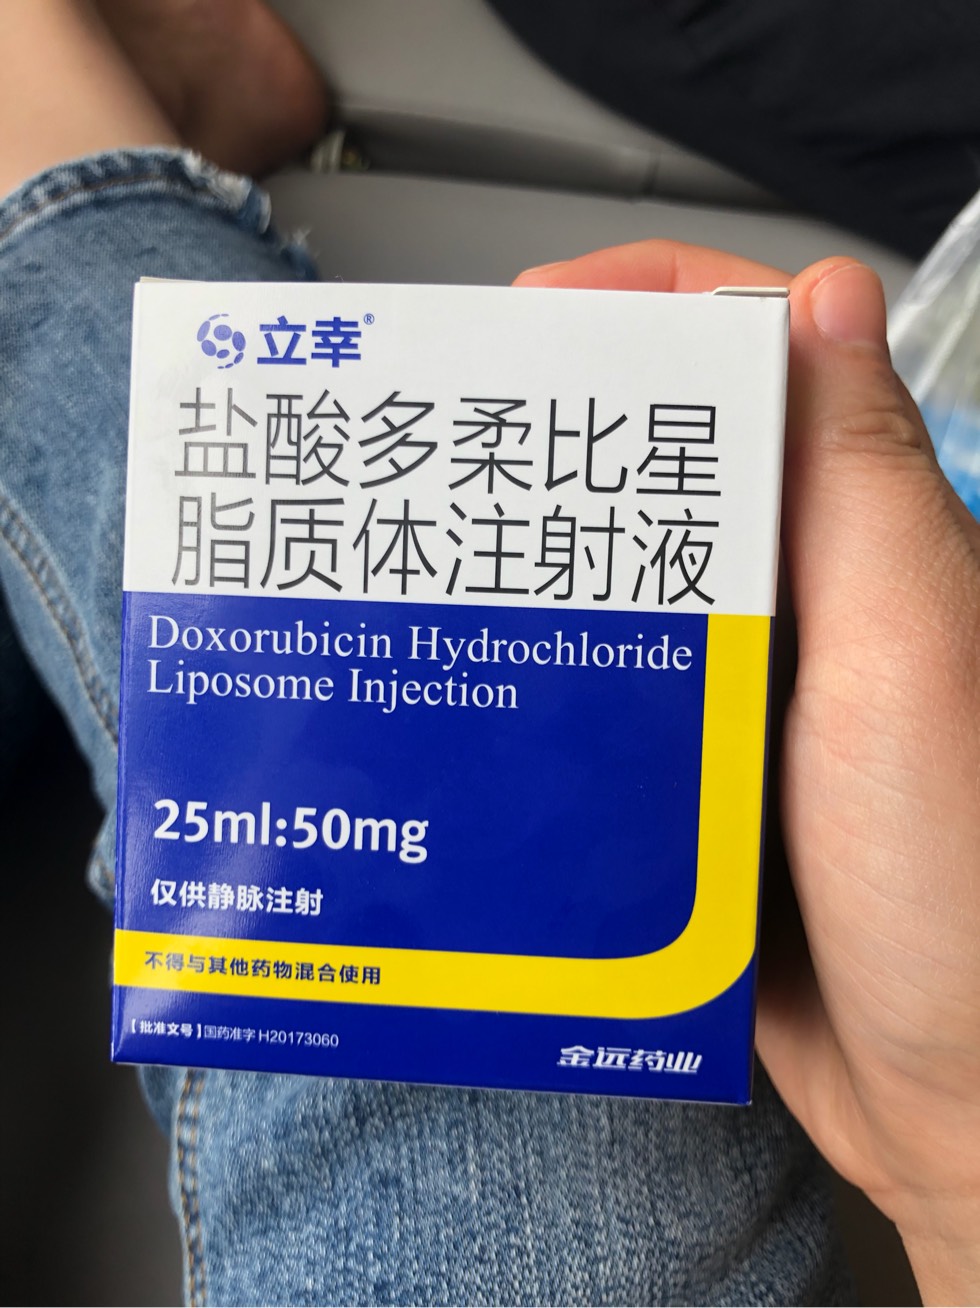 立幸®
盐酸多柔比星
脂质体注射液
Doxorubicin Hydrochloride
Liposome Injection
25ml:50mg
仅供静脉注射
不得与其他药物混合使用
【批准文号】国药准字 H20173060
金远药业